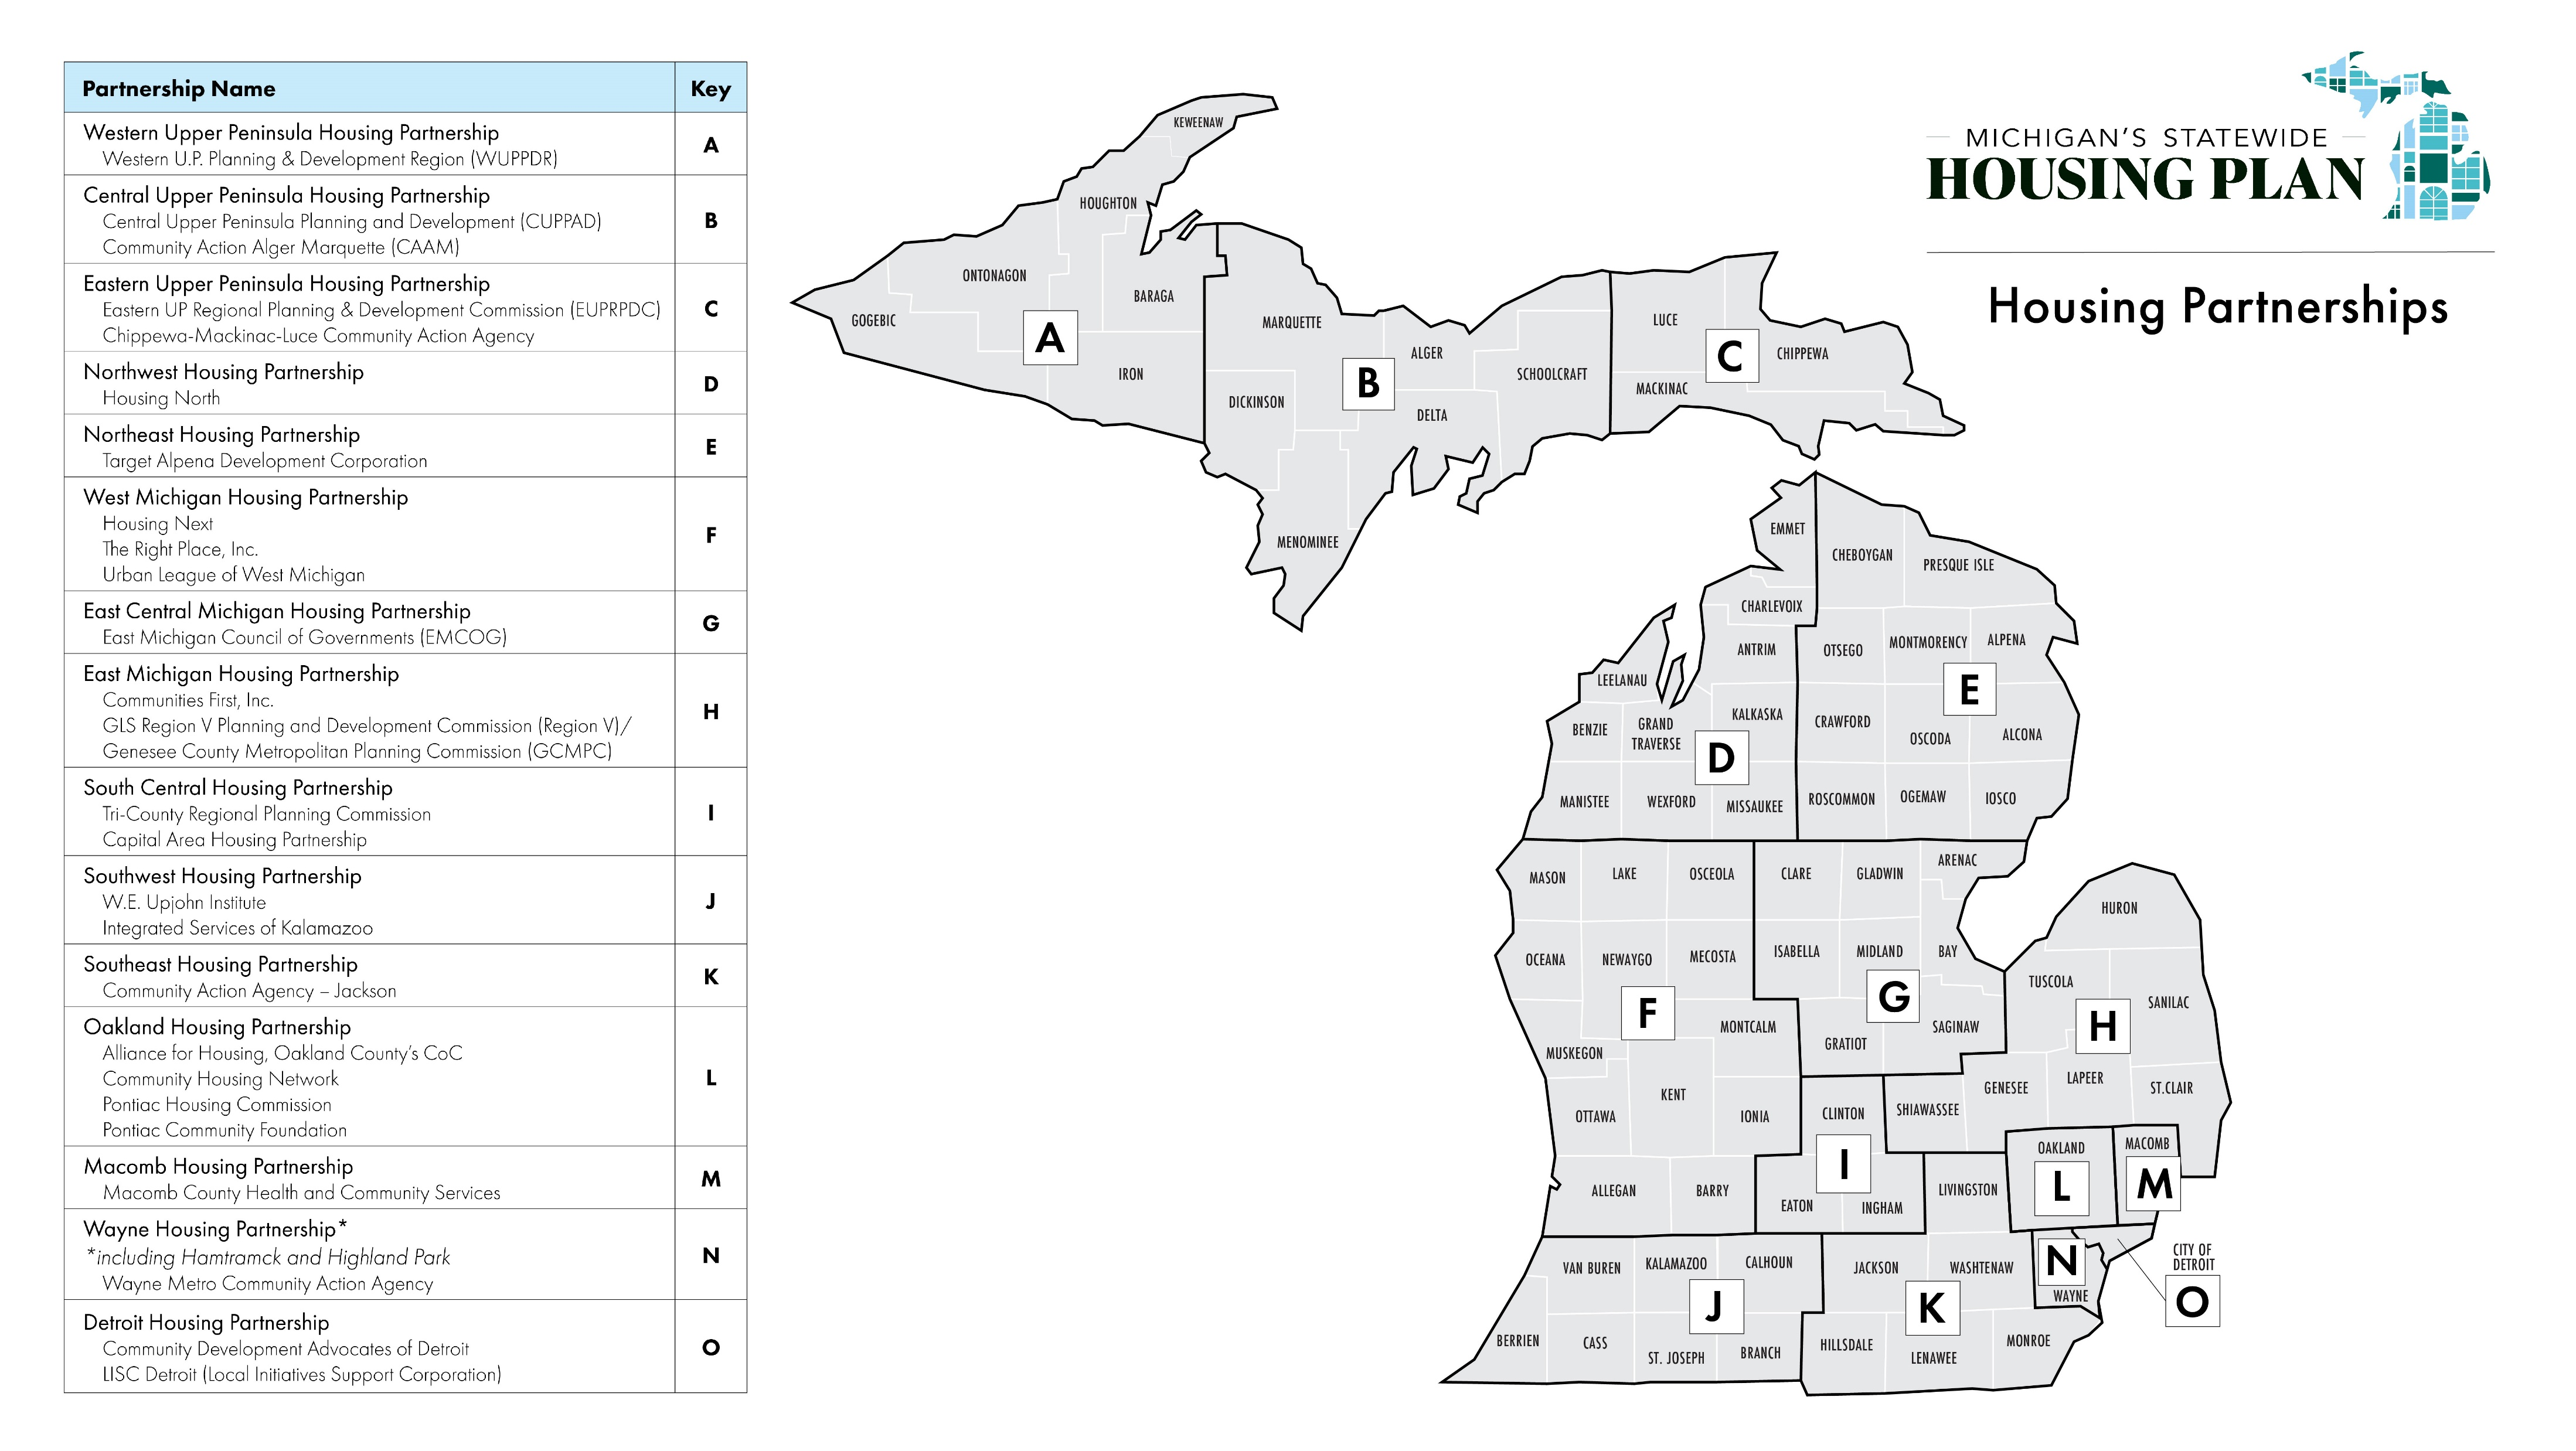 Partnership Name Key
Western Upper Peninsula Housing Partnership
Western U.P. Planning & Development Region (WUPPDR)
A
Central Upper Peninsula Housing Partnership
Central Upper Peninsula Planning and Development (CUPPAD)
Community Action Alger Marquette (CAAM)
B
Eastern Upper Peninsula Housing Partnership
Eastern UP Regional Planning & Development Commission (EUPRPDC)
Chippewa-Mackinac-Luce Community Action Agency
C
Northwest Housing Partnership
Housing North
D
Northeast Housing Partnership
Target Alpena Development Corporation
E
West Michigan Housing Partnership
Housing Next
The Right Place, Inc.
Urban League of West Michigan
F
East Central Michigan Housing Partnership
East Michigan Council of Governments (EMCOG)
G
East Michigan Housing Partnership
Communities First, Inc.
GLS Region V Planning and Development Commission (Region V)/
Genesee County Metropolitan Planning Commission (GCMPC)
H
South Central Housing Partnership
Tri-County Regional Planning Commission
Capital Area Housing Partnership
I
Southwest Housing Partnership
W.E. Upjohn Institute
Integrated Services of Kalamazoo
J
Southeast Housing Partnership
Community Action Agency – Jackson
K
Oakland Housing Partnership
Alliance for Housing, Oakland County's CoC
Community Housing Network
Pontiac Housing Commission
Pontiac Community Foundation
L
Macomb Housing Partnership
Macomb County Health and Community Services
M
Wayne Housing Partnership*
*including Hamtramck and Highland Park
Wayne Metro Community Action Agency
N
Detroit Housing Partnership
Community Development Advocates of Detroit
LISC Detroit (Local Initiatives Support Corporation)
O
MICHIGAN'S STATEWIDE
HOUSING PLAN
Housing Partnerships
KEWEENAW
HOUGHTON
ONTONAGON
BARAGA
GOGEBIC
A
IRON
MARQUETTE
ALGER
B
SCHOOLCRAFT
DICKINSON
DELTA
MENOMINEE
LUCE
C
CHIPPEWA
MACKINAC
EMMET
CHEBOYGAN
PRESQUE ISLE
CHARLEVOIX
ANTRIM
OTSEGO
MONTMORENCY
ALPENA
LEELANAU
E
BENZIE
GRAND
TRAVERSE
KALKASKA
CRAWFORD
OSCODA
ALCONA
D
MANISTEE
WEXFORD
MISSAUKEE
ROSCOMMON
OGEMAW
IOSCO
MASON
LAKE
OSCEOLA
CLARE
GLADWIN
ARENAC
HURON
OCEANA
NEWAYGO
MECOSTA
ISABELLA
MIDLAND
BAY
TUSCOLA
SANILAC
F
G
H
MONTCALM
GRATIOT
SAGINAW
MUSKEGON
KENT
GENESEE
LAPEER
ST.CLAIR
OTTAWA
IONIA
CLINTON
SHIAWASSEE
OAKLAND
MACOMB
I
L
M
ALLEGAN
BARRY
EATON
INGHAM
LIVINGSTON
VAN BUREN
KALAMAZOO
CALHOUN
JACKSON
WASHTENAW
N
WAYNE
CITY OF
DETROIT
O
J
K
BERRIEN
CASS
ST. JOSEPH
BRANCH
HILLSDALE
LENAWEE
MONROE